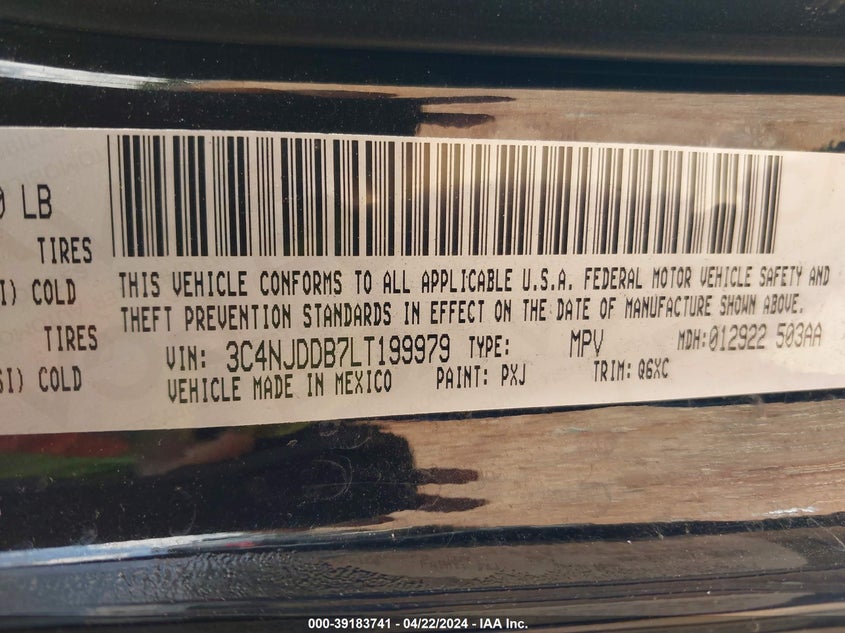 0 LB
TIRES
I) COLD
TIRES
SI) COLD
THIS VEHICLE CONFORMS TO ALL APPLICABLE U.S.A. FEDERAL MOTOR VEHICLE SAFETY AND
THEFT PREVENTION STANDARDS IN EFFECT ON THE DATE OF MANUFACTURE SHOWN ABOVE.
VIN: 3C4NJDDB7LT199979 TYPE: MPV MDH:012922 503AA
VEHICLE MADE IN MEXICO PAINT: PXJ TRIM: Q6XC
000-39183741 - 04/22/2024 - IAA Inc.